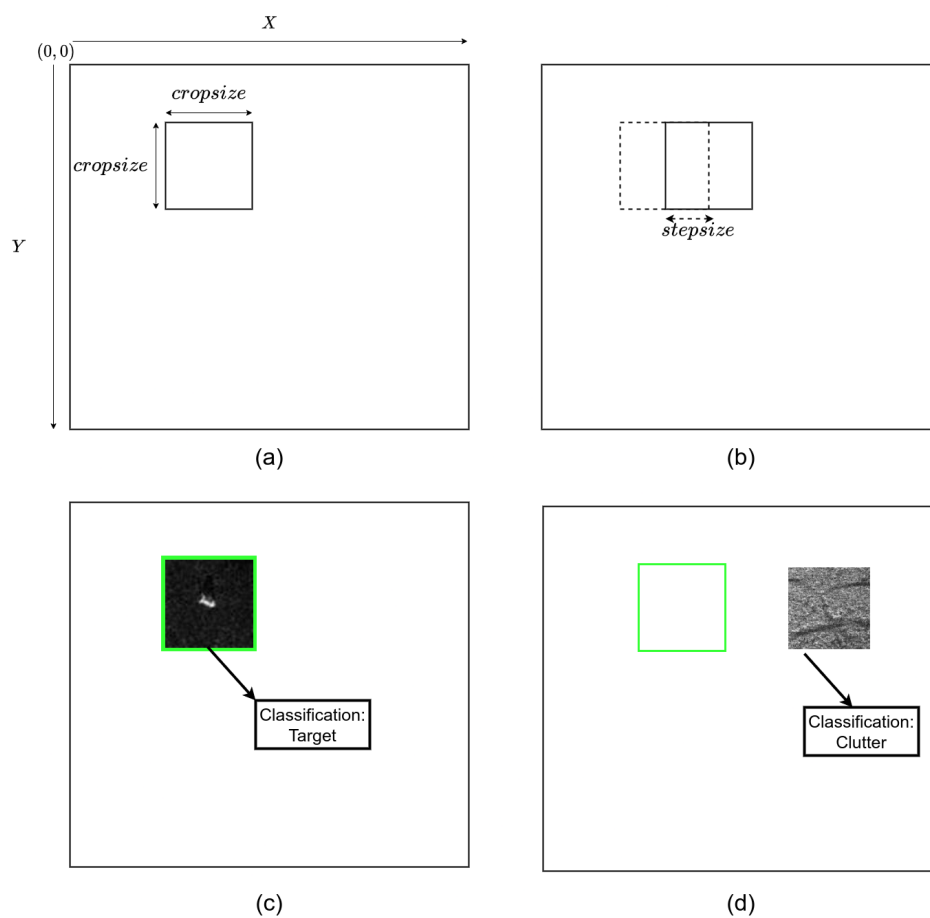 X
(0, 0)
cropsize
cropsize
Y
stepsize
(a)
(b)
Classification:
Target
Classification:
Clutter
(c)
(d)